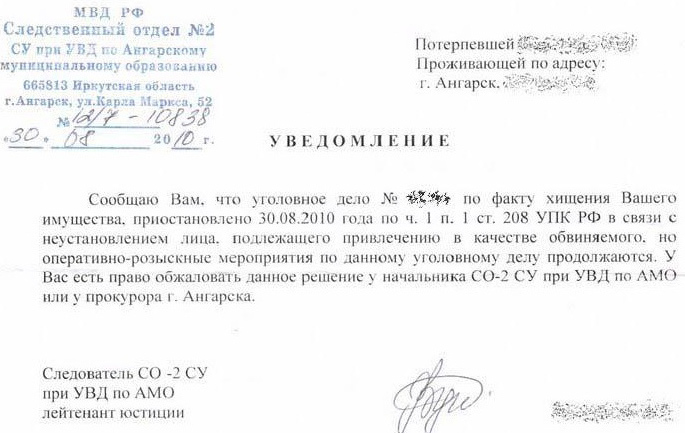 МВД РФ
Следственный отдел №2
СУ при УВД по Ангарскому
муниципальному образованию
665813 Иркутская область
г.Ангарск, ул.Карла Маркса, 52
№ 12/7 - 10838
"30" 08 2010 г.
Потерпевшей
Проживающей по адресу:
г. Ангарск,
УВЕДОМЛЕНИЕ
Сообщаю Вам, что уголовное дело № по факту хищения Вашего
имущества, приостановлено 30.08.2010 года по ч. 1 п. 1 ст. 208 УПК РФ в связи с
неустановлением лица, подлежащего привлечению в качестве обвиняемого, но
оперативно-розыскные мероприятия по данному уголовному делу продолжаются. У
Вас есть право обжаловать данное решение у начальника СО-2 СУ при УВД по АМО
или у прокурора г. Ангарска.
Следователь СО -2 СУ
при УВД по АМО
лейтенант юстиции